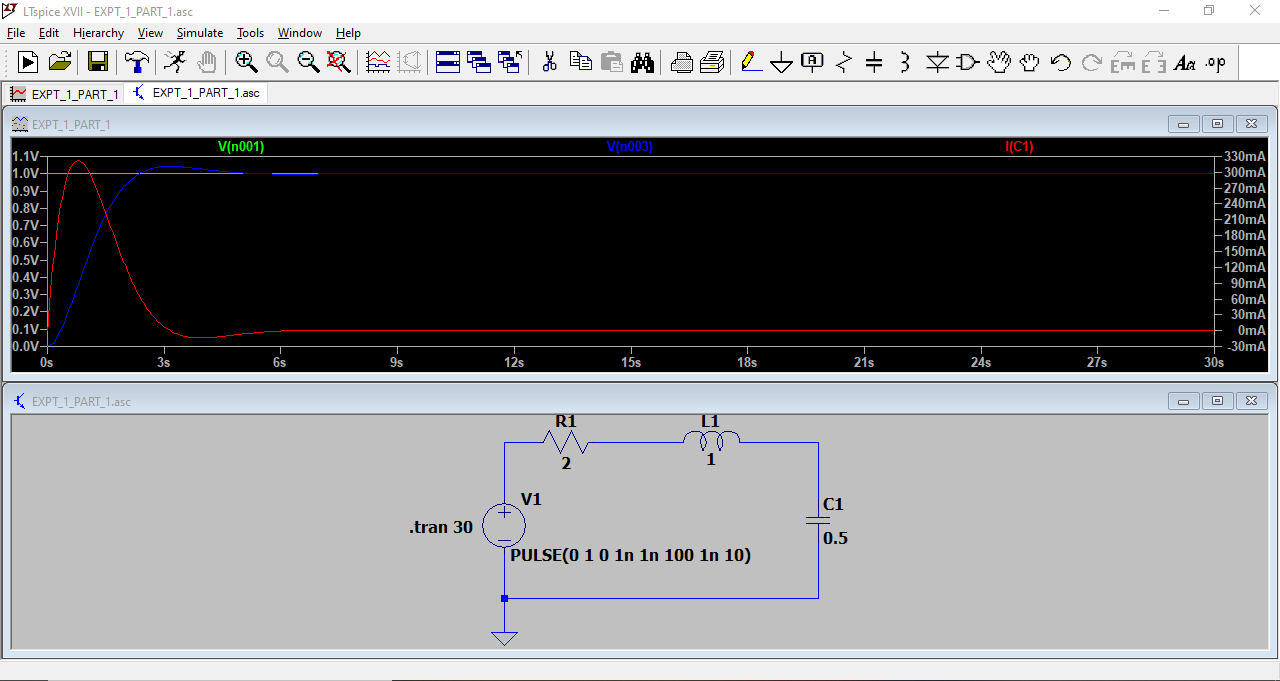 LTspice XVII - EXPT_1_PART_1.asc
File Edit Hierarchy View Simulate Tools Window Help
A Aa .op
EXPT_1_PART_1 EXPT_1_PART_1.asc
EXPT_1_PART_1
V(n001) V(n003) I(C1)
1.1V 330mA
1.0V 300mA
0.9V 270mA
0.8V 240mA
0.7V 210mA
0.6V 180mA
0.5V 150mA
0.4V 120mA
0.3V 90mA
0.2V 60mA
0.1V 30mA
0mA
0.0V -30mA
0s 3s 6s 9s 12s 15s 18s 21s 24s 27s 30s
EXPT_1_PART_1.asc
R1 L1
2 1
V1 C1
.tran 30 0.5
PULSE(0 1 0 1n 1n 100 1n 10)